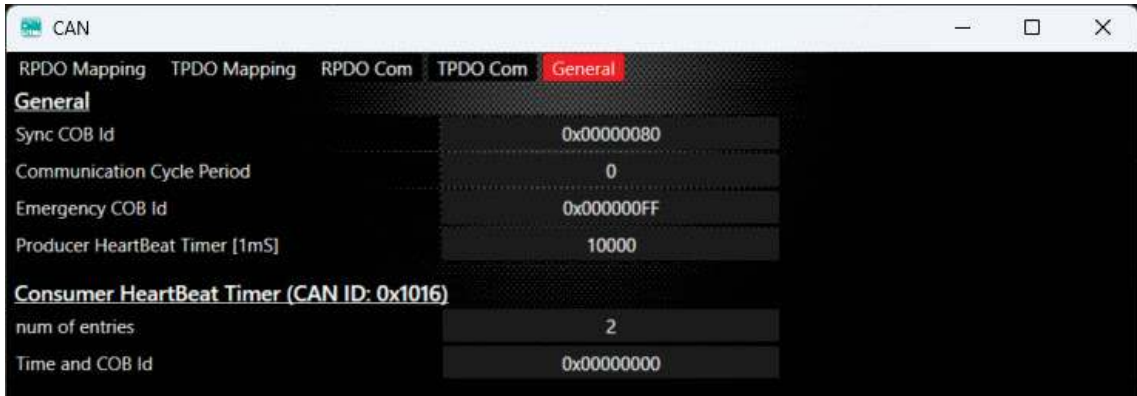 CAN
RPDO Mapping TPDO Mapping RPDO Com TPDO Com General
General
Sync COB Id 0x00000080
Communication Cycle Period 0
Emergency COB Id 0x000000FF
Producer HeartBeat Timer [1mS] 10000
Consumer HeartBeat Timer (CAN ID: 0x1016)
num of entries 2
Time and COB Id 0x00000000